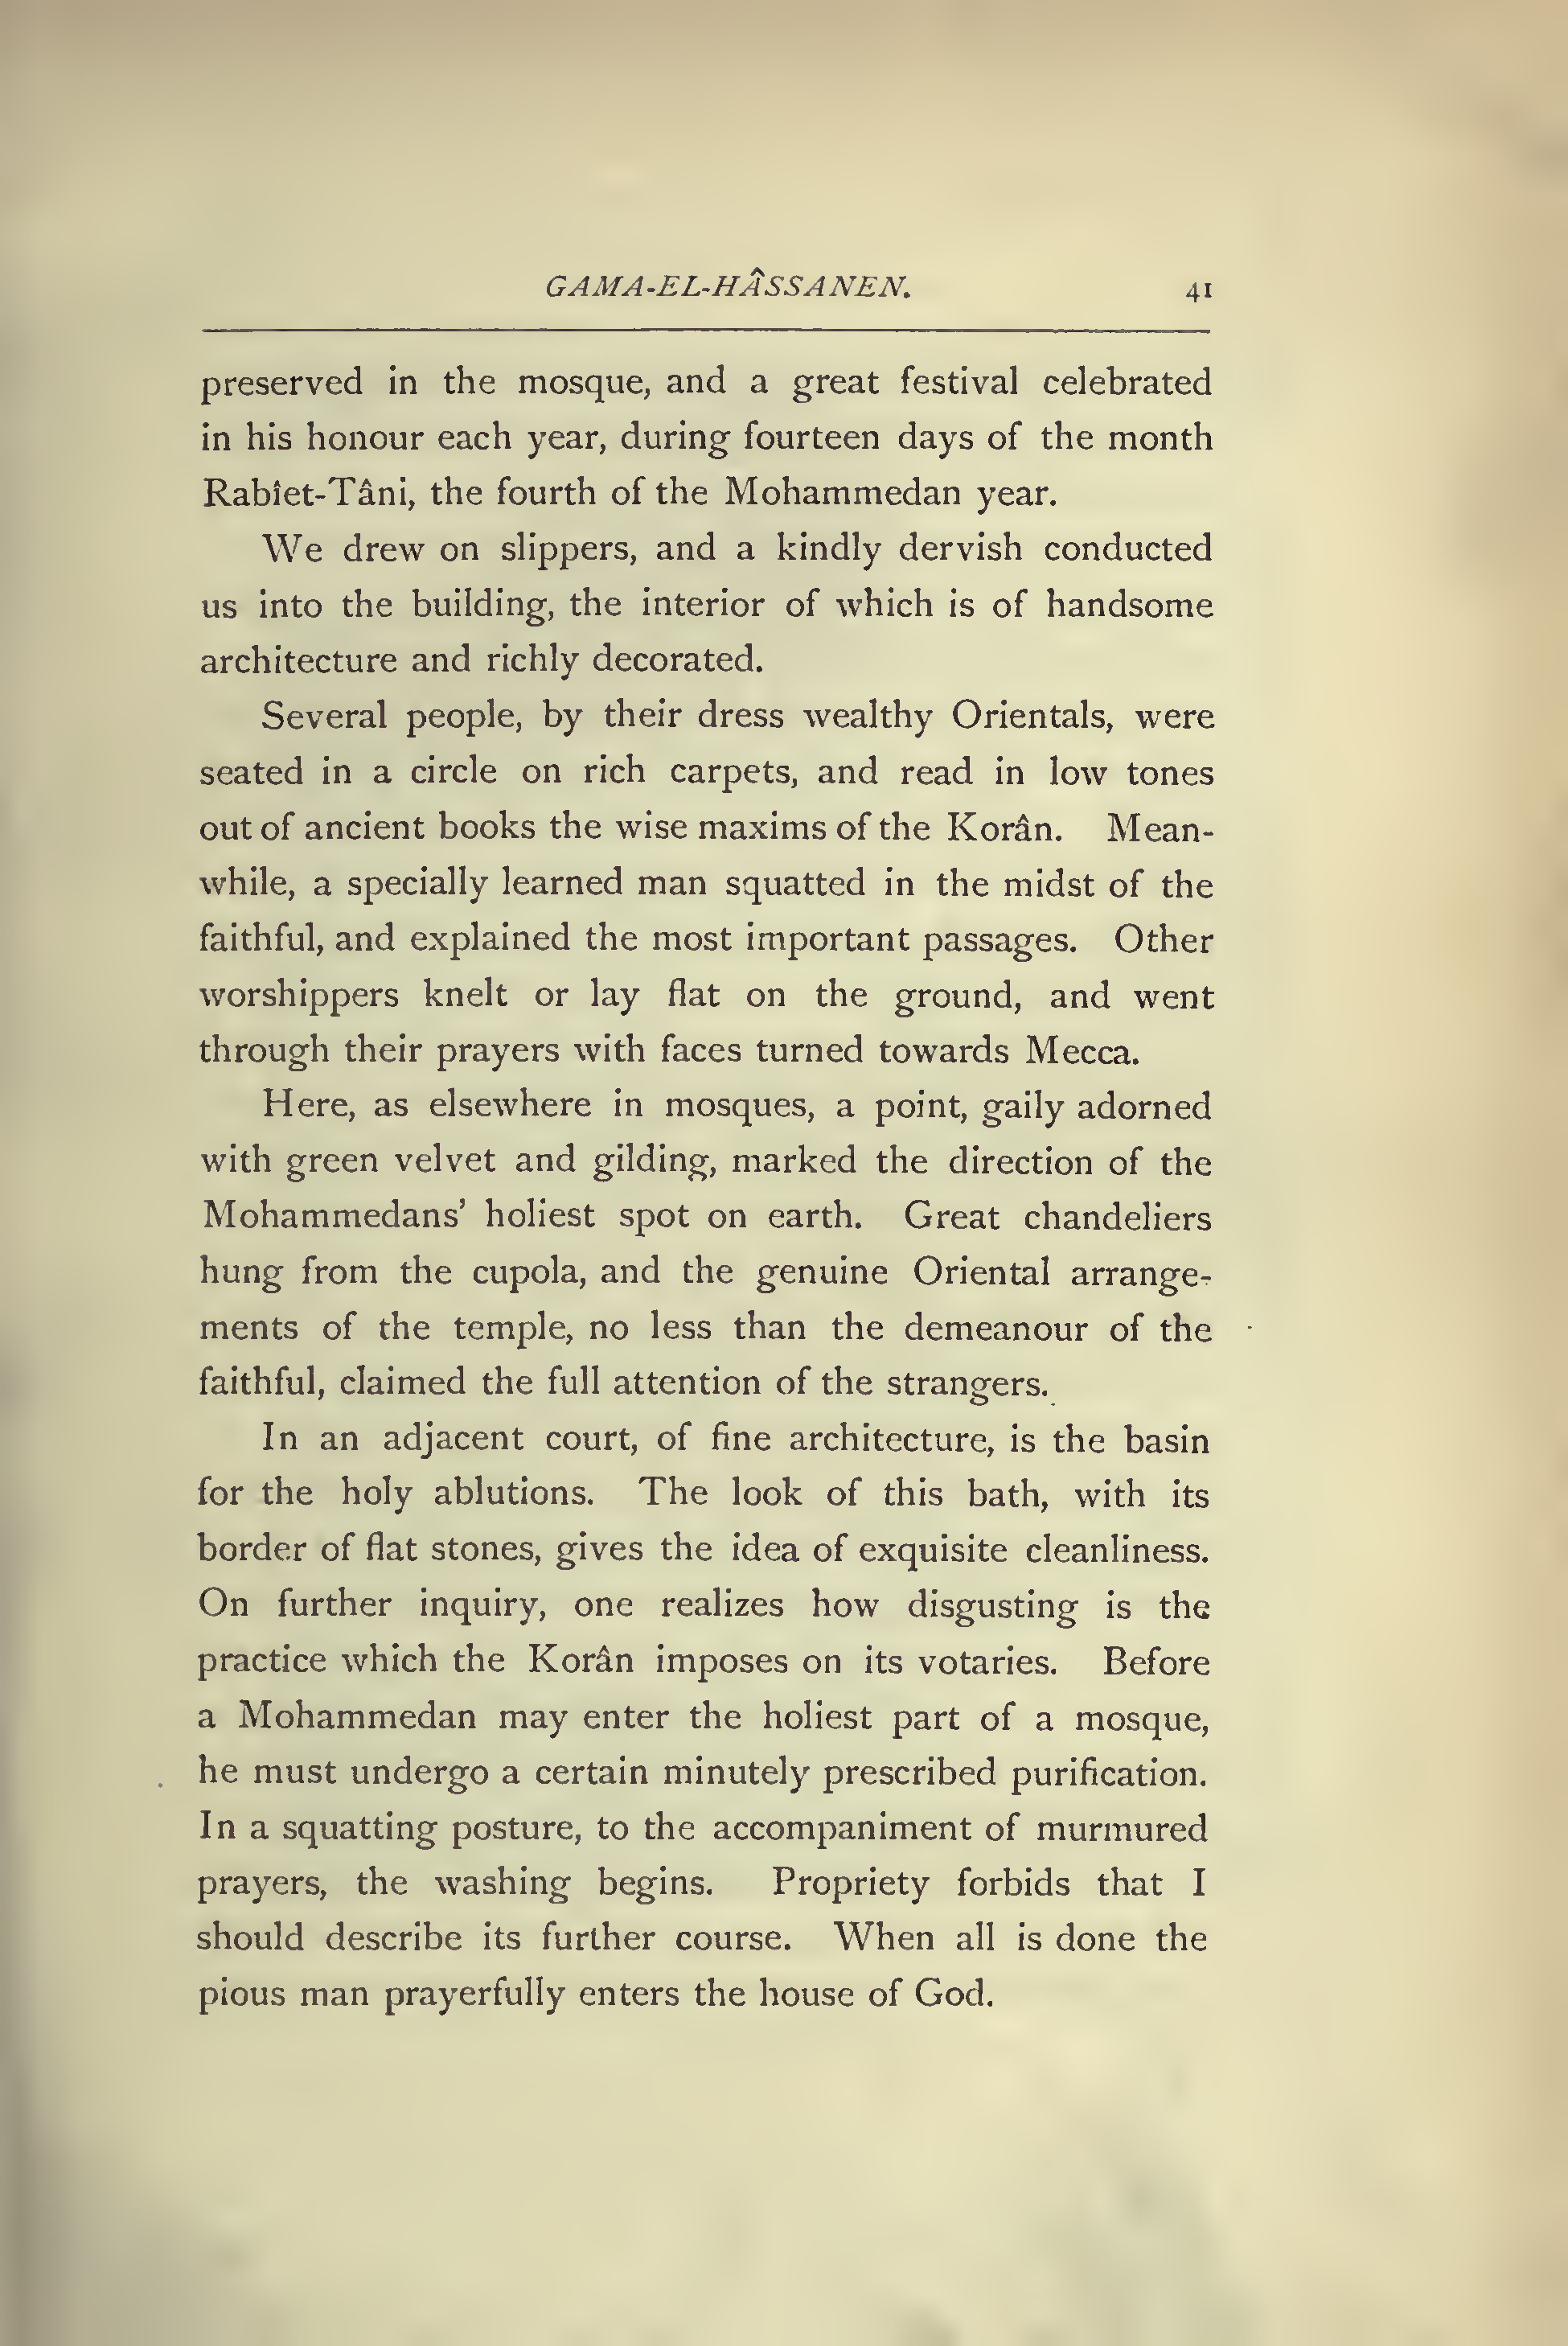 GAMA-EL-HÂSSANEN. 41
preserved in the mosque, and a great festival celebrated
in his honour each year, during fourteen days of the month
Rabîet-Tâni, the fourth of the Mohammedan year.
We drew on slippers, and a kindly dervish conducted
us into the building, the interior of which is of handsome
architecture and richly decorated.
Several people, by their dress wealthy Orientals, were
seated in a circle on rich carpets, and read in low tones
out of ancient books the wise maxims of the Korân. Mean-
while, a specially learned man squatted in the midst of the
faithful, and explained the most important passages. Other
worshippers knelt or lay flat on the ground, and went
through their prayers with faces turned towards Mecca.
Here, as elsewhere in mosques, a point, gaily adorned
with green velvet and gilding, marked the direction of the
Mohammedans' holiest spot on earth. Great chandeliers
hung from the cupola, and the genuine Oriental arrange-
ments of the temple, no less than the demeanour of the
faithful, claimed the full attention of the strangers.
In an adjacent court, of fine architecture, is the basin
for the holy ablutions. The look of this bath, with its
border of flat stones, gives the idea of exquisite cleanliness.
On further inquiry, one realizes how disgusting is the
practice which the Korân imposes on its votaries. Before
a Mohammedan may enter the holiest part of a mosque,
he must undergo a certain minutely prescribed purification.
In a squatting posture, to the accompaniment of murmured
prayers, the washing begins. Propriety forbids that I
should describe its further course. When all is done the
pious man prayerfully enters the house of God.